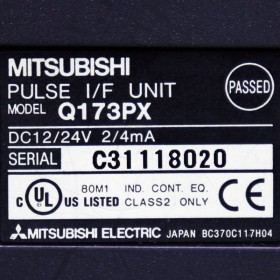 MITSUBISHI
PULSE I/F UNIT
PASSED
MODEL Q173PX
DC12/24V 2/4mA
SERIAL C31118020
C UL US LISTED 80M1 IND. CONT. EQ. CLASS2 ONLY CE
MITSUBISHI ELECTRIC JAPAN BC370C117H04